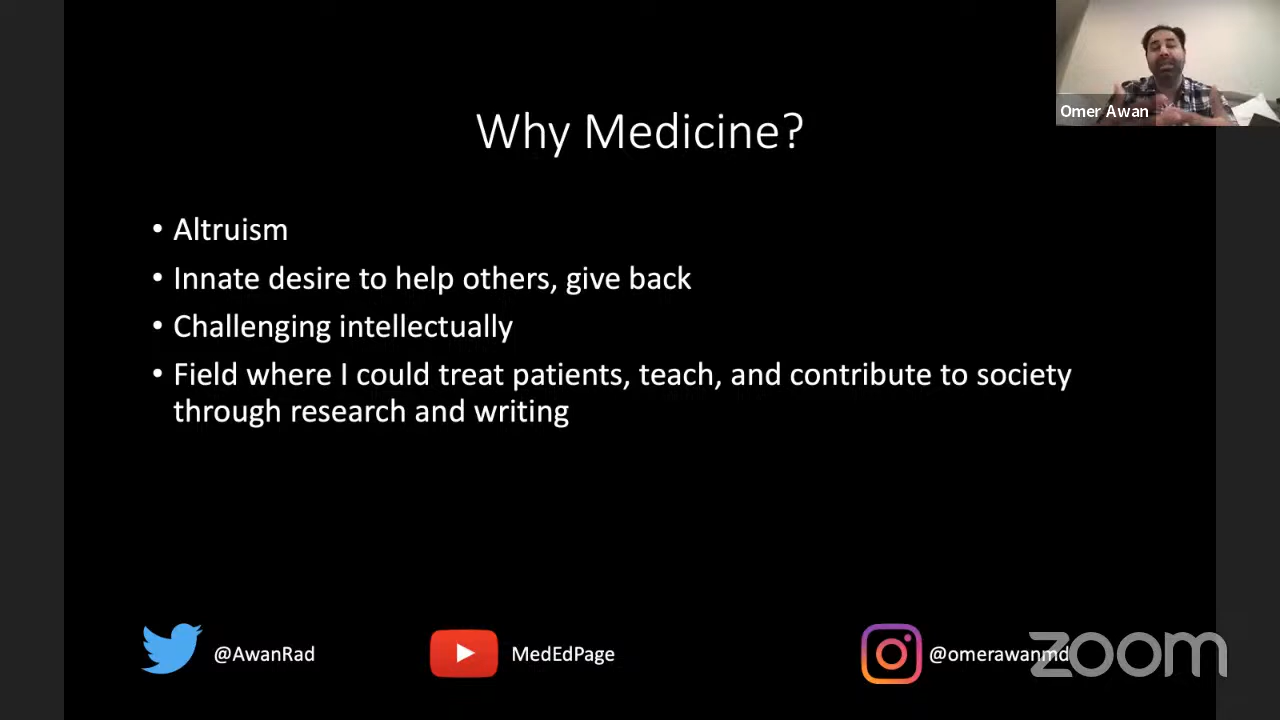 Omer Awan
Why Medicine?
• Altruism
• Innate desire to help others, give back
• Challenging intellectually
• Field where I could treat patients, teach, and contribute to society
through research and writing
@AwanRad
MedEdPage
@omerawanmd
zoom